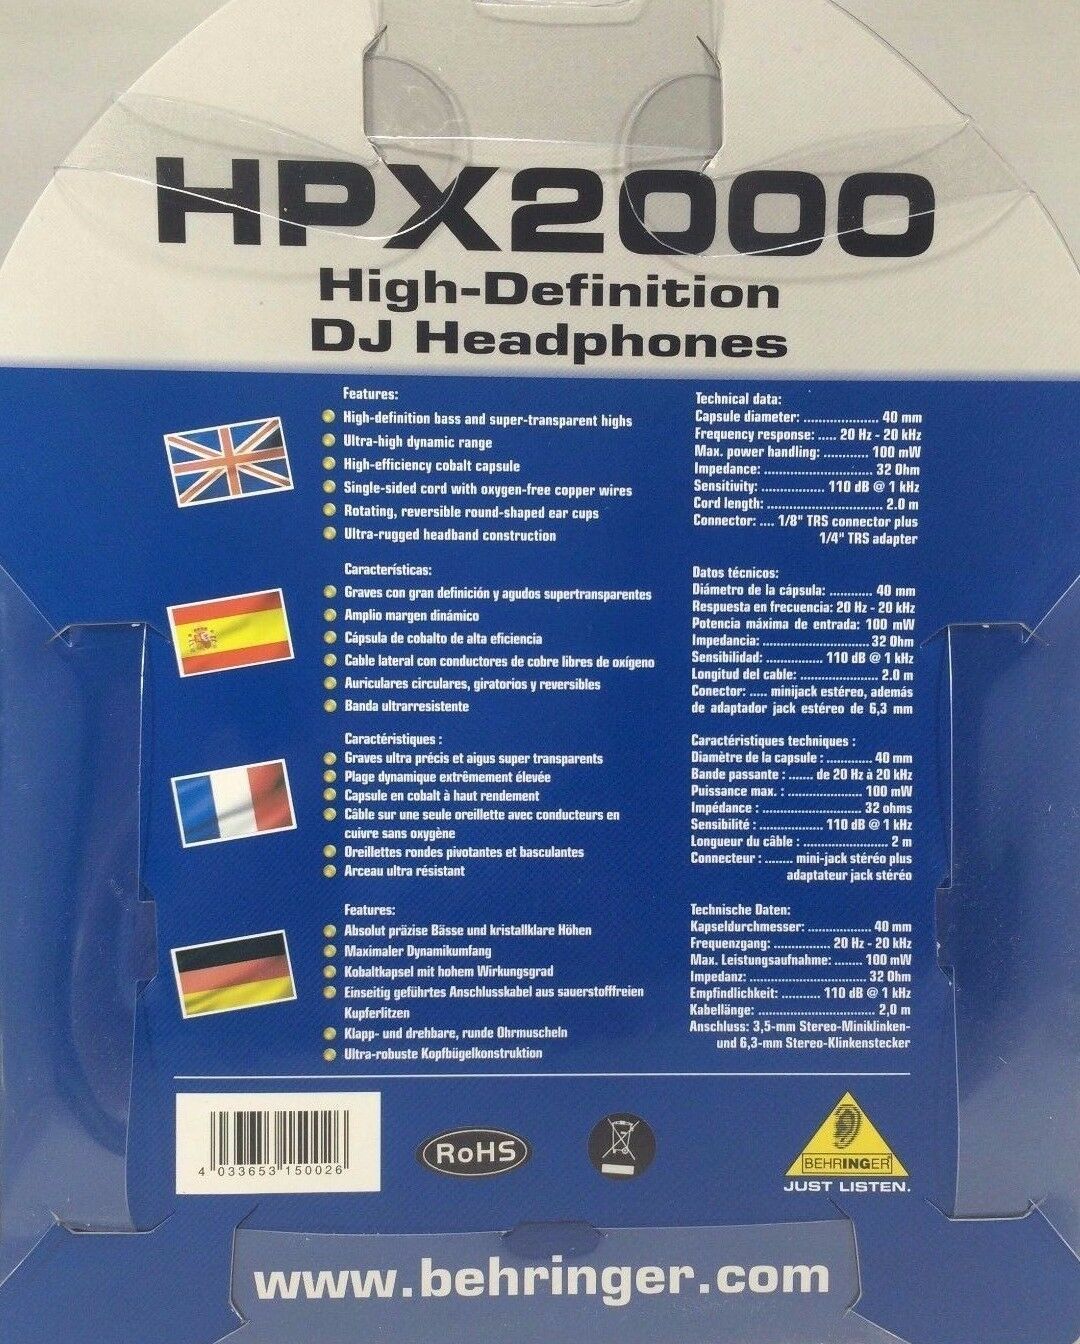 HPX2000
High-Definition
DJ Headphones
Features:
High-definition bass and super-transparent highs
Ultra-high dynamic range
High-efficiency cobalt capsule
Single-sided cord with oxygen-free copper wires
Rotating, reversible round-shaped ear cups
Ultra-rugged headband construction
Technical data:
Capsule diameter: .................. 40 mm
Frequency response: ..... 20 Hz - 20 kHz
Max. power handling: ............ 100 mW
Impedance: .......................... 32 Ohm
Sensitivity: ............... 110 dB @ 1 kHz
Cord length: ............................ 2.0 m
Connector: .... 1/8" TRS connector plus
1/4" TRS adapter
Características:
Graves con gran definición y agudos supertransparentes
Amplio margen dinámico
Cápsula de cobalto de alta eficiencia
Cable lateral con conductores de cobre libres de oxígeno
Auriculares circulares, giratorios y reversibles
Banda ultrarresistente
Datos técnicos:
Diámetro de la cápsula: ............ 40 mm
Respuesta en frecuencia: 20 Hz - 20 kHz
Potencia máxima de entrada: 100 mW
Impedancia: ........................... 32 Ohm
Sensibilidad: .............. 110 dB @ 1 kHz
Longitud del cable: ................... 2.0 m
Conector: ..... minijack estéreo, además
de adaptador jack estéreo de 6,3 mm
Caractéristiques :
Graves ultra précis et aigus super transparents
Plage dynamique extrêmement élevée
Capsule en cobalt à haut rendement
Câble sur une seule oreillette avec conducteurs en
cuivre sans oxygène
Oreillettes rondes pivotantes et basculantes
Arceau ultra résistant
Caractéristiques techniques :
Diamètre de la capsule : ........... 40 mm
Bande passante : ...... de 20 Hz à 20 kHz
Puissance max. : .................. 100 mW
Impédance : ......................... 32 ohms
Sensibilité : ............... 110 dB @ 1 kHz
Longueur du câble : ..................... 2 m
Connecteur : ....... mini-jack stéréo plus
adaptateur jack stéréo
Features:
Absolut präzise Bässe und kristallklare Höhen
Maximaler Dynamikumfang
Kobaltkapsel mit hohem Wirkungsgrad
Einseitig geführtes Anschlusskabel aus sauerstofffreien
Kupferlitzen
Klapp- und drehbare, runde Ohrmuscheln
Ultra-robuste Kopfbügelkonstruktion
Technische Daten:
Kapseldurchmesser: ............... 40 mm
Frequenzgang: .............. 20 Hz - 20 kHz
Max. Leistungsaufnahme: ....... 100 mW
Impedanz: ............................. 32 Ohm
Empfindlichkeit: .......... 110 dB @ 1 kHz
Kabellänge: ............................ 2,0 m
Anschluss: 3,5-mm Stereo-Miniklinken-
und 6,3-mm Stereo-Klinkenstecker
4 033653 150026
RoHS
BEHRINGER
JUST LISTEN.
www.behringer.com